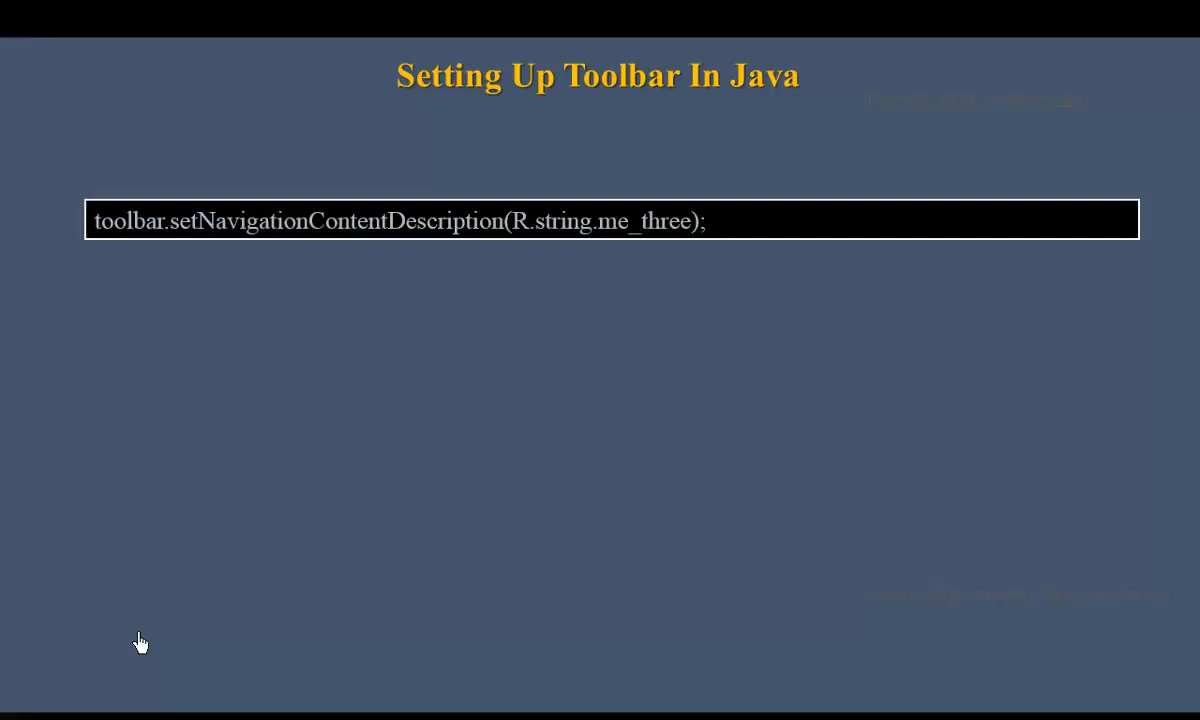 Setting Up Toolbar In Java
toolbar.setNavigationContentDescription(R.string.me_three);